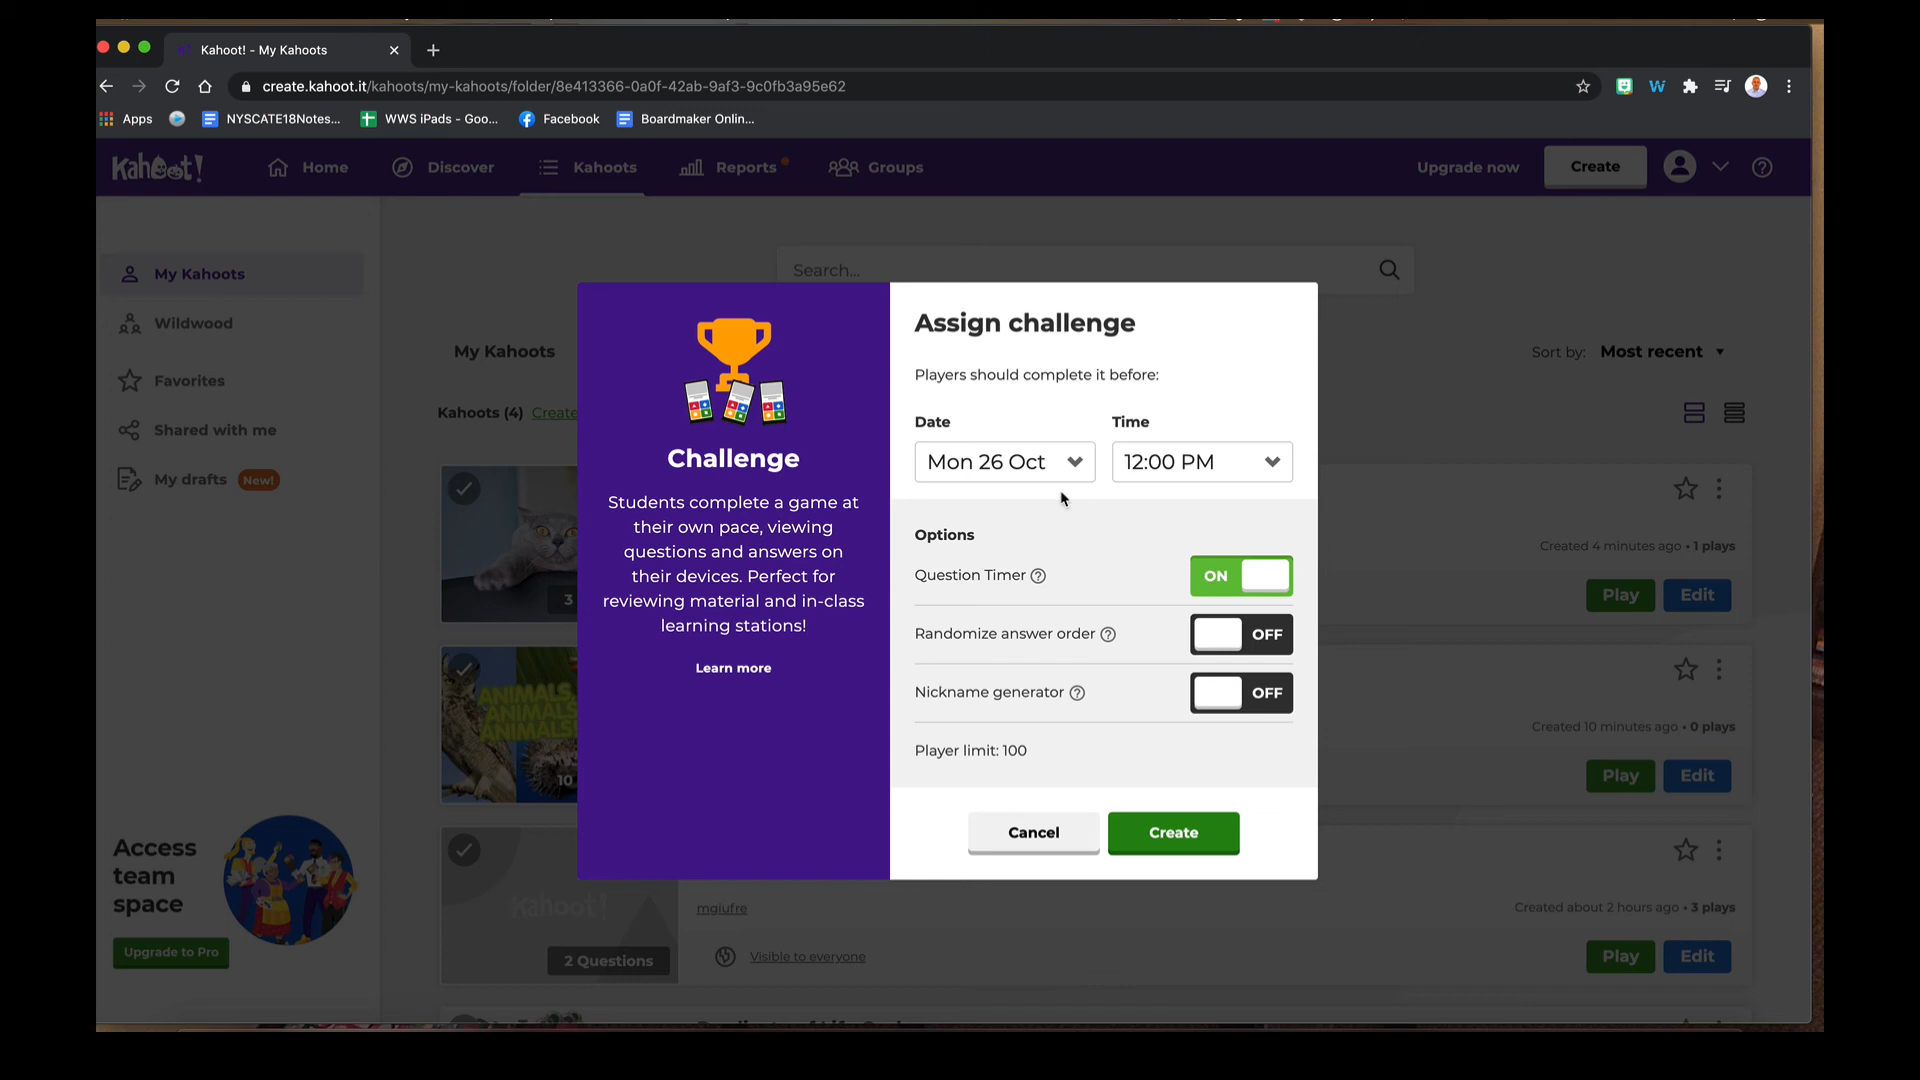 Kahoot! - My Kahoots
create.kahoot.it/kahoots/my-kahoots/folder/8e413366-0a0f-42ab-9af3-9c0fb3a95e62
Apps
NYSCATE18Notes...
WWS iPads - Goo...
Facebook
Boardmaker Onlin...
Kahoot!
Home
Discover
Kahoots
Reports
Groups
Upgrade now
Create
My Kahoots
Wildwood
Favorites
Shared with me
My drafts New!
Access
team
space
Upgrade to Pro
Search...
My Kahoots
Sort by: Most recent
Kahoots (4) Create
3
Created 4 minutes ago • 1 plays
Play
Edit
ANIMALS
ANIMALS
ANIMALS!
10
Created 10 minutes ago • 0 plays
Play
Edit
Kahoot!
2 Questions
mgiufre
Visible to everyone
Created about 2 hours ago • 3 plays
Play
Edit
Challenge
Students complete a game at
their own pace, viewing
questions and answers on
their devices. Perfect for
reviewing material and in-class
learning stations!
Learn more
Assign challenge
Players should complete it before:
Date
Time
Mon 26 Oct
12:00 PM
Options
Question Timer
ON
Randomize answer order
OFF
Nickname generator
OFF
Player limit: 100
Cancel
Create